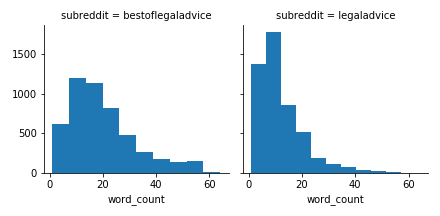 subreddit = bestoflegaladvice
subreddit = legaladvice
1500
1000
500
0
0 20 40 60
0 20 40 60
word_count
word_count